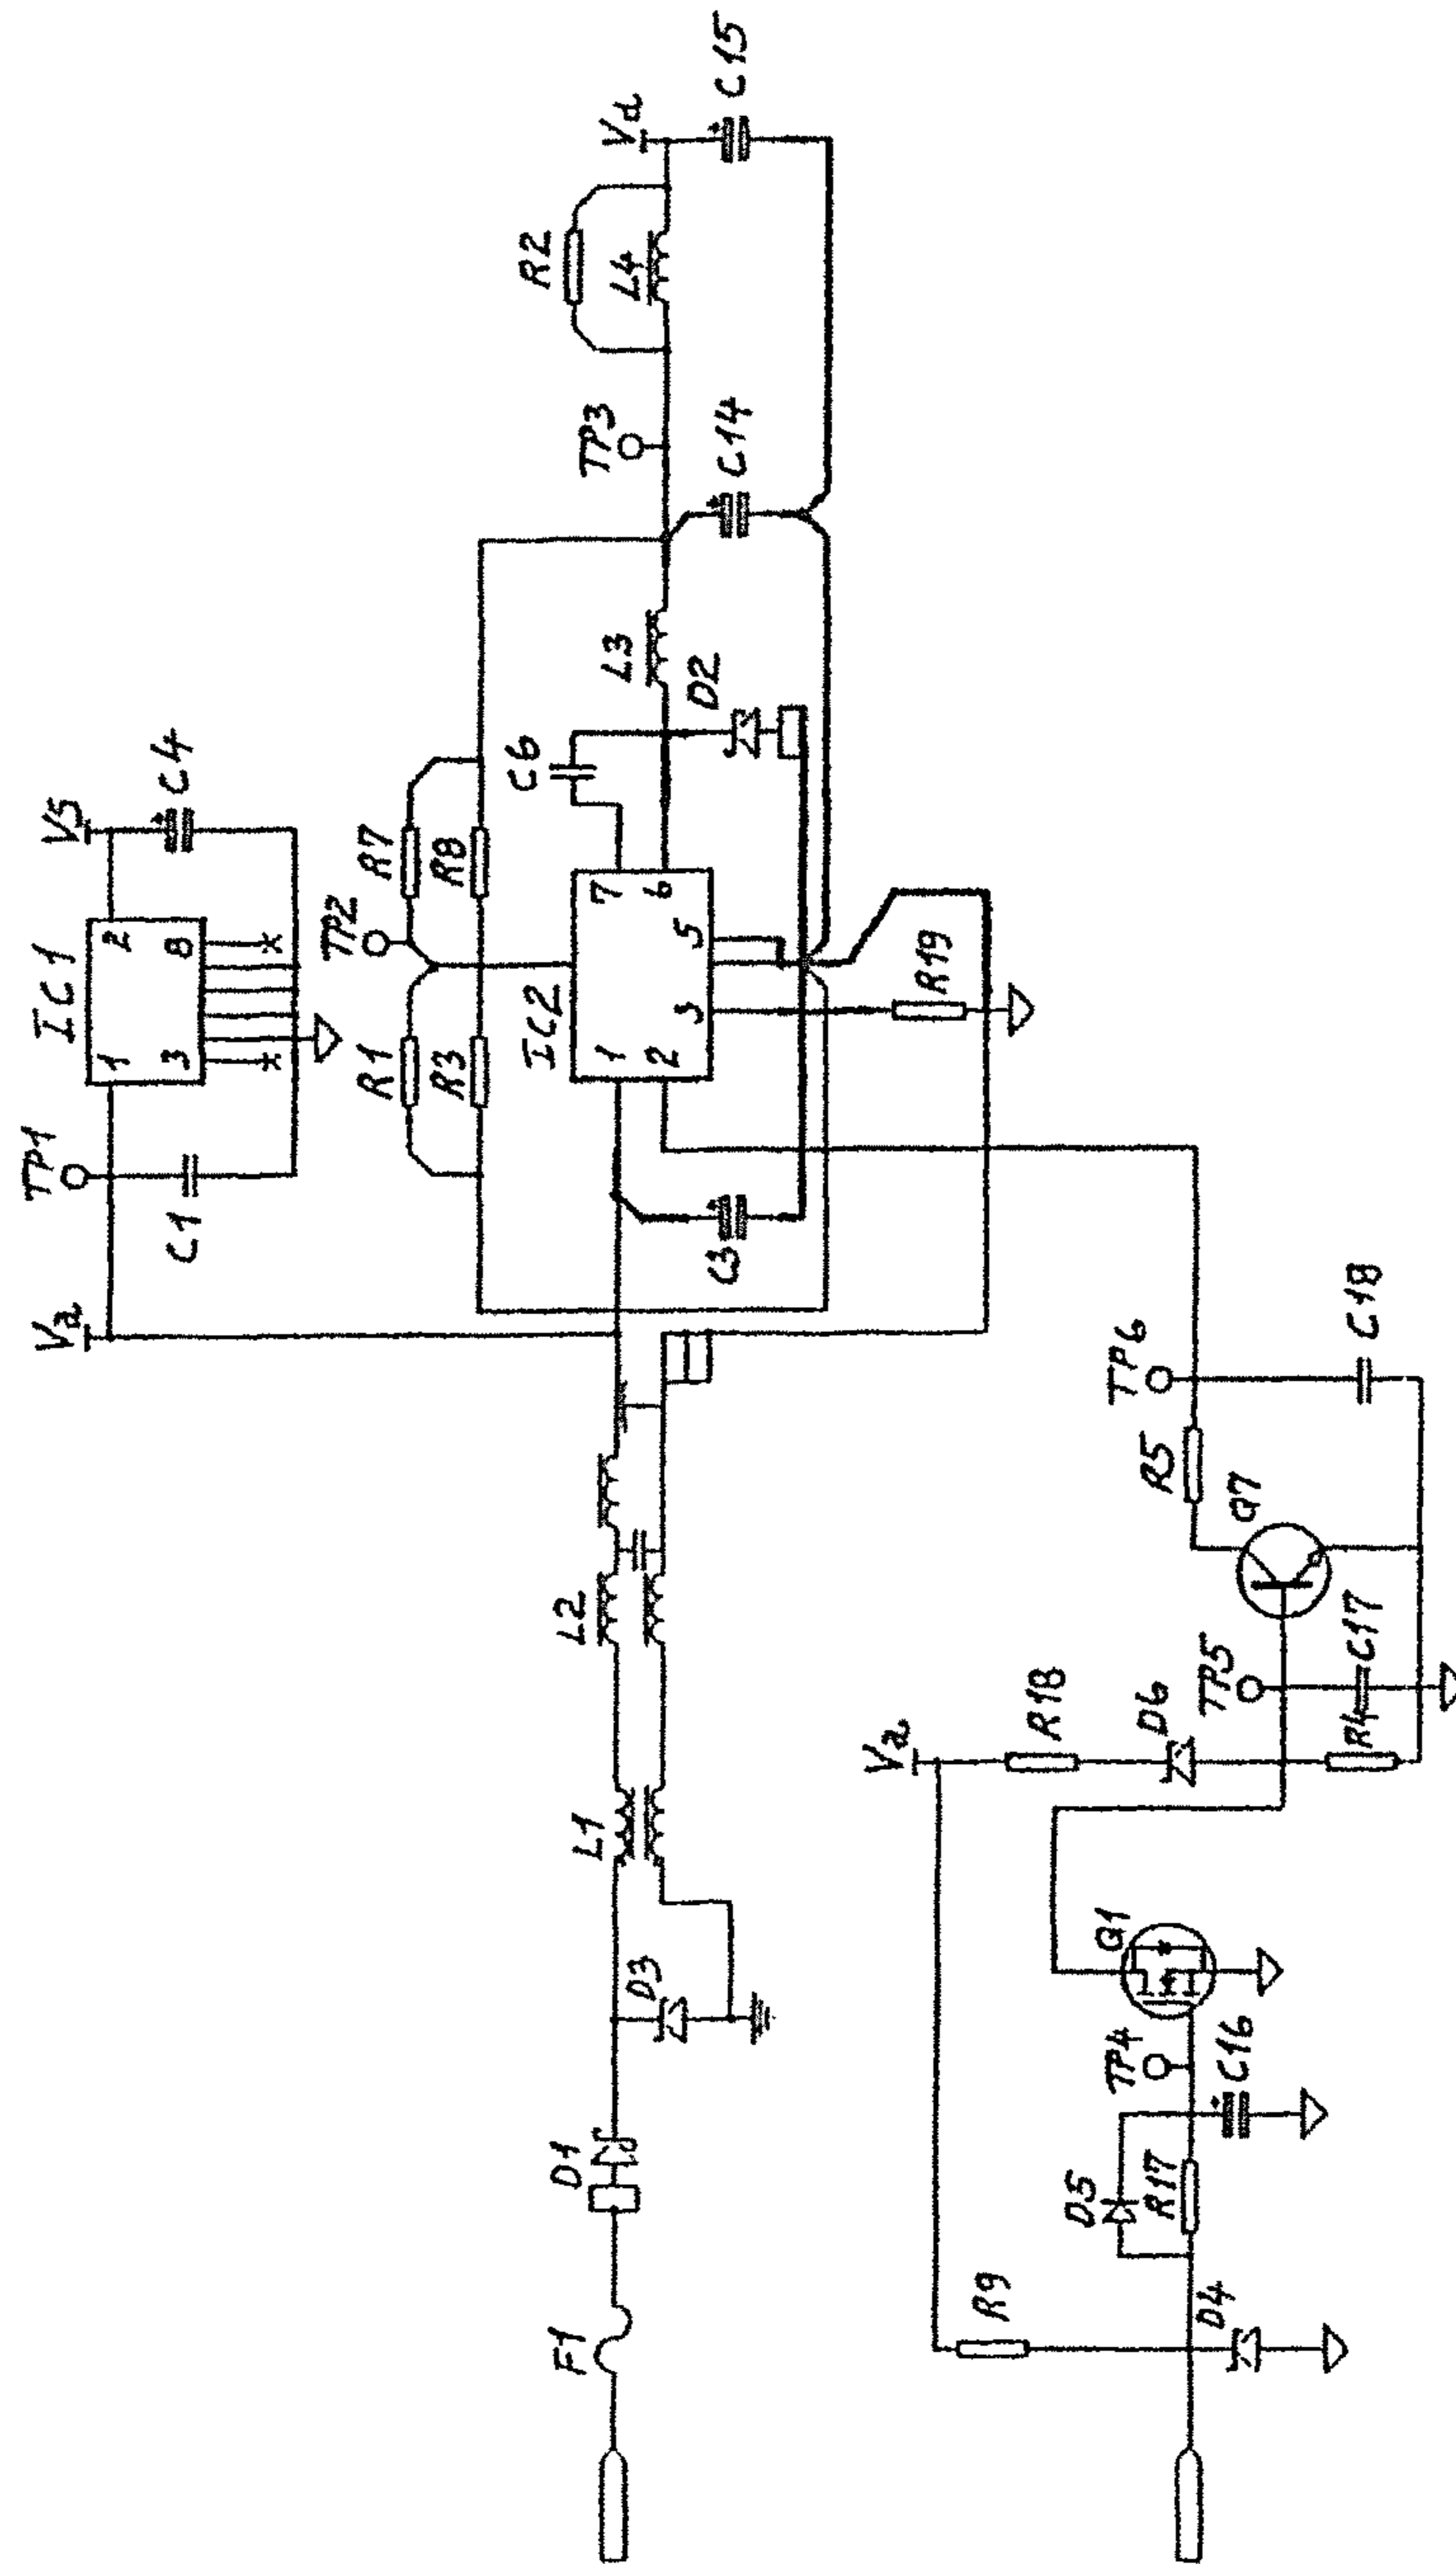 TP1
IC1
V5
1
2
3
8
C1
C4
Va
TP2
R1
R7
R3
R8
IC2
C6
R2
Vd
1
7
2
6
3
5
L3
TP3
L4
C3
D2
C14
C15
R19
F1
D1
D3
L1
L2
Va
TP6
R9
D5
R17
TP4
Q1
R18
D6
TP5
R5
Q7
D4
C16
R4
C17
C18